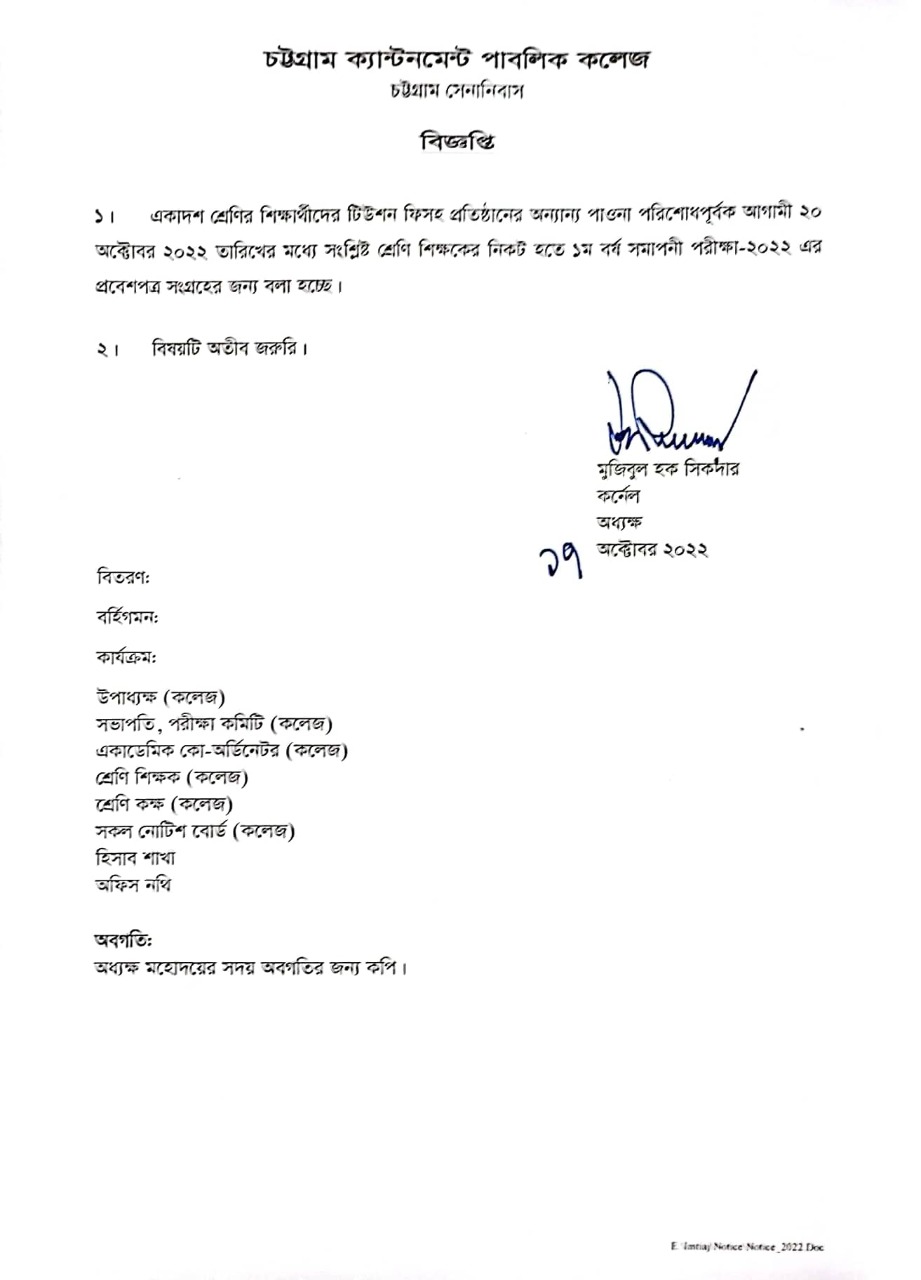 চট্টগ্রাম ক্যান্টনমেন্ট পাবলিক কলেজ
চট্টগ্রাম সেনানিবাস
বিজ্ঞপ্তি
১। একাদশ শ্রেণির শিক্ষার্থীদের টিউশন ফিসহ প্রতিষ্ঠানের অন্যান্য পাওনা পরিশোধপূর্বক আগামী ২০
অক্টোবর ২০২২ তারিখের মধ্যে সংশ্লিষ্ট শ্রেণি শিক্ষকের নিকট হতে ১ম বর্ষ সমাপনী পরীক্ষা-২০২২ এর
প্রবেশপত্র সংগ্রহের জন্য বলা হচ্ছে।
২। বিষয়টি অতীব জরুরি।
মুজিবুল হক সিকদার
কর্নেল
অধ্যক্ষ
১৭ অক্টোবর ২০২২
বিতরণ:
বর্হিগমন:
কার্যক্রম:
উপাধ্যক্ষ (কলেজ)
সভাপতি, পরীক্ষা কমিটি (কলেজ)
একাডেমিক কো-অর্ডিনেটর (কলেজ)
শ্রেণি শিক্ষক (কলেজ)
শ্রেণি কক্ষ (কলেজ)
সকল নোটিশ বোর্ড (কলেজ)
হিসাব শাখা
অফিস নথি
অবগতি:
অধ্যক্ষ মহোদয়ের সদয় অবগতির জন্য কপি।
E \Imtiaj\Notice\Notice_2022.Doc